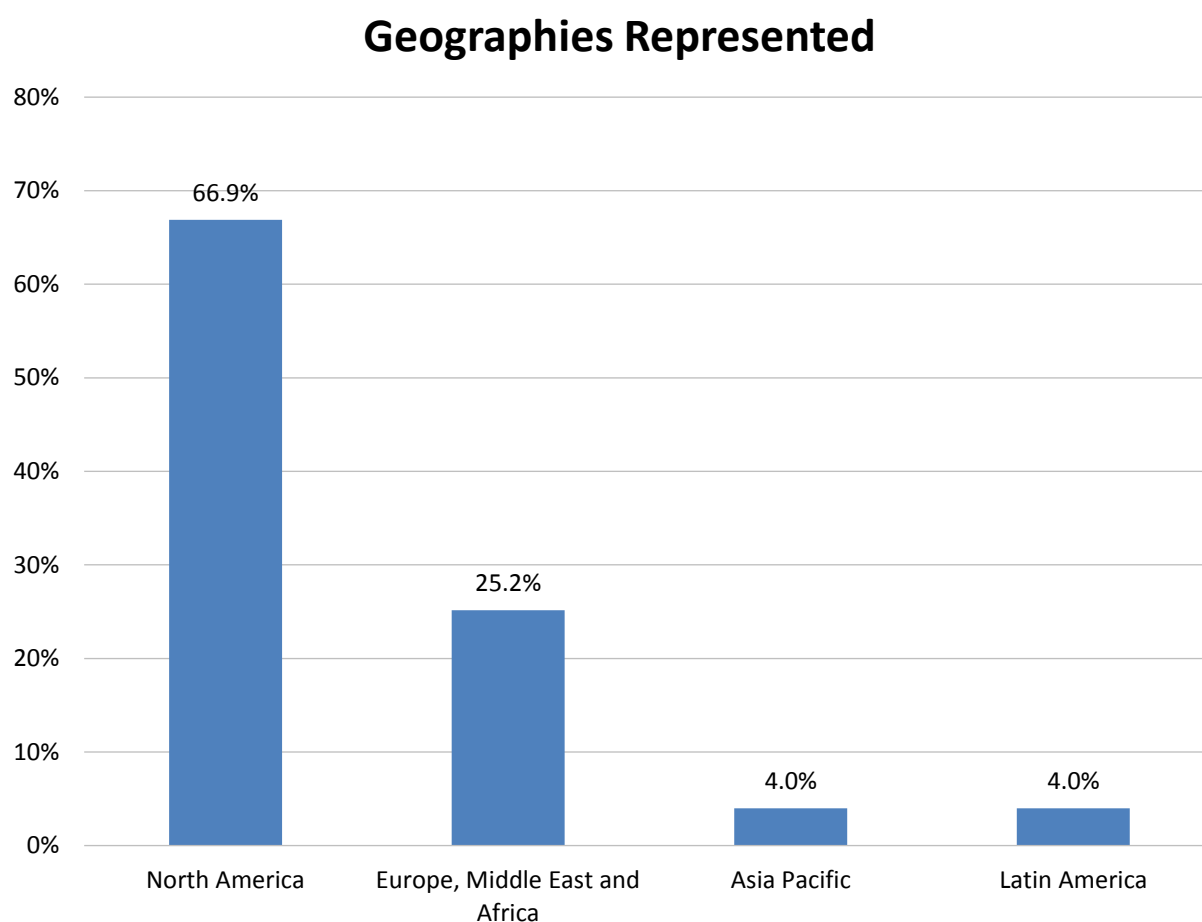 Geographies Represented
80%
70%
60%
50%
40%
30%
20%
10%
0%
66.9%
25.2%
4.0%
4.0%
North America
Europe, Middle East and
Africa
Asia Pacific
Latin America